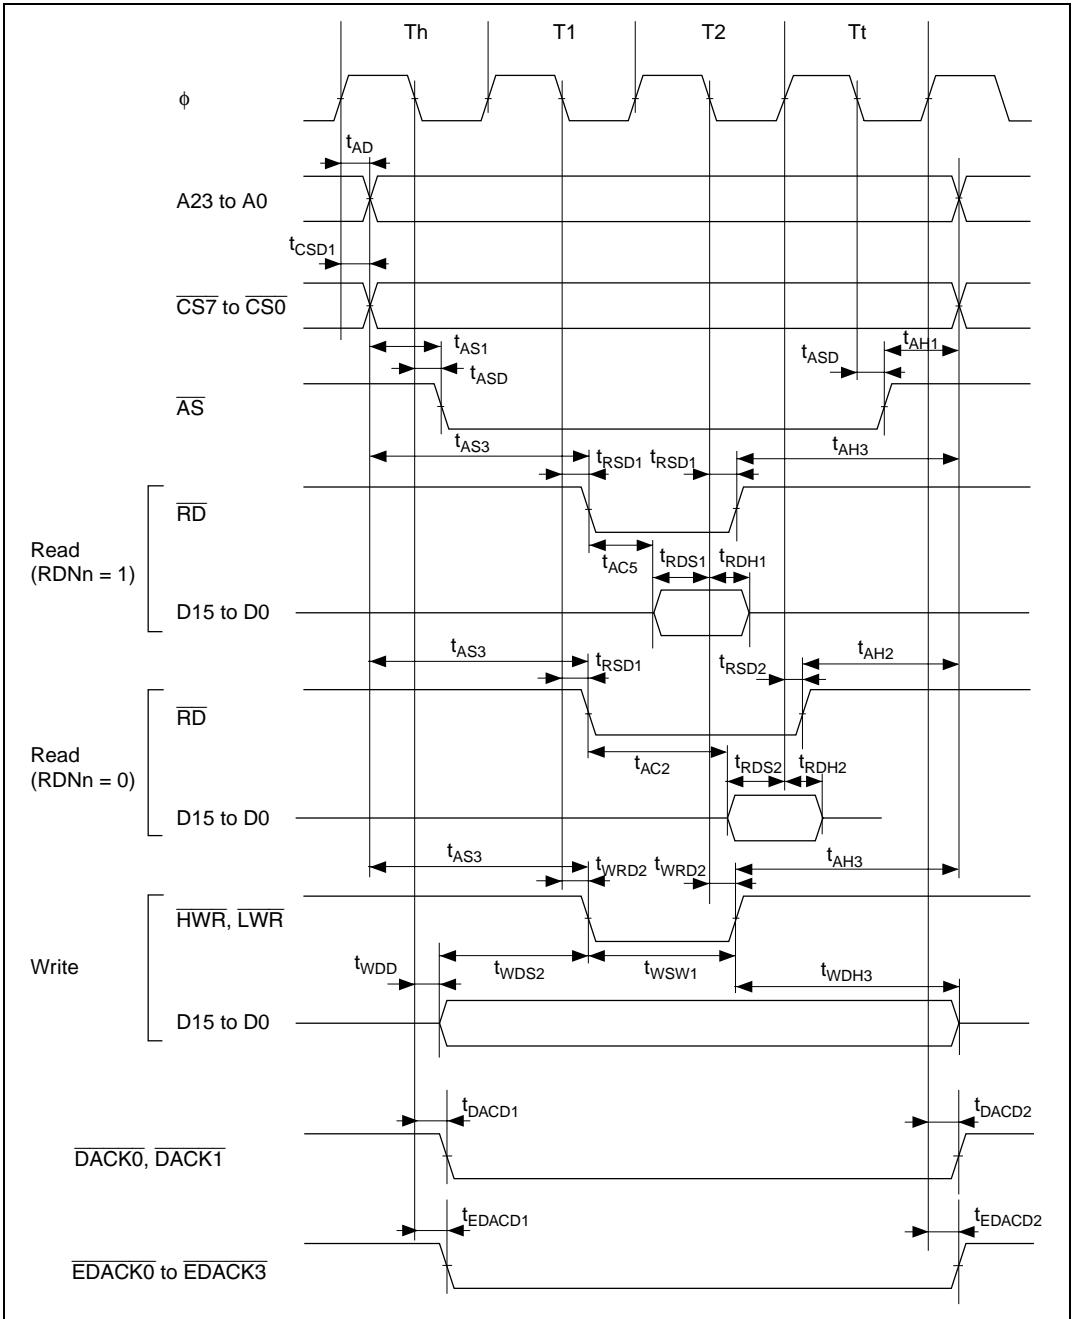 Th T1 T2 Tt
ϕ
tAD
A23 to A0
tCSD1
CS7 to CS0
tAS1 tAH1
tASD tASD
AS
tAS3 tRSD1 tRSD1 tAH3
RD
Read
(RDNn = 1)
tAC5 tRDS1 tRDH1
D15 to D0
tAS3 tRSD1 tRSD2 tAH2
RD
Read
(RDNn = 0)
tAC2 tRDS2 tRDH2
D15 to D0
tAS3 tWRD2 tWRD2 tAH3
HWR, LWR
Write
tWDD tWDS2 tWSW1 tWDH3
D15 to D0
tDACD1 tDACD2
DACK0, DACK1
tEDACD1 tEDACD2
EDACK0 to EDACK3